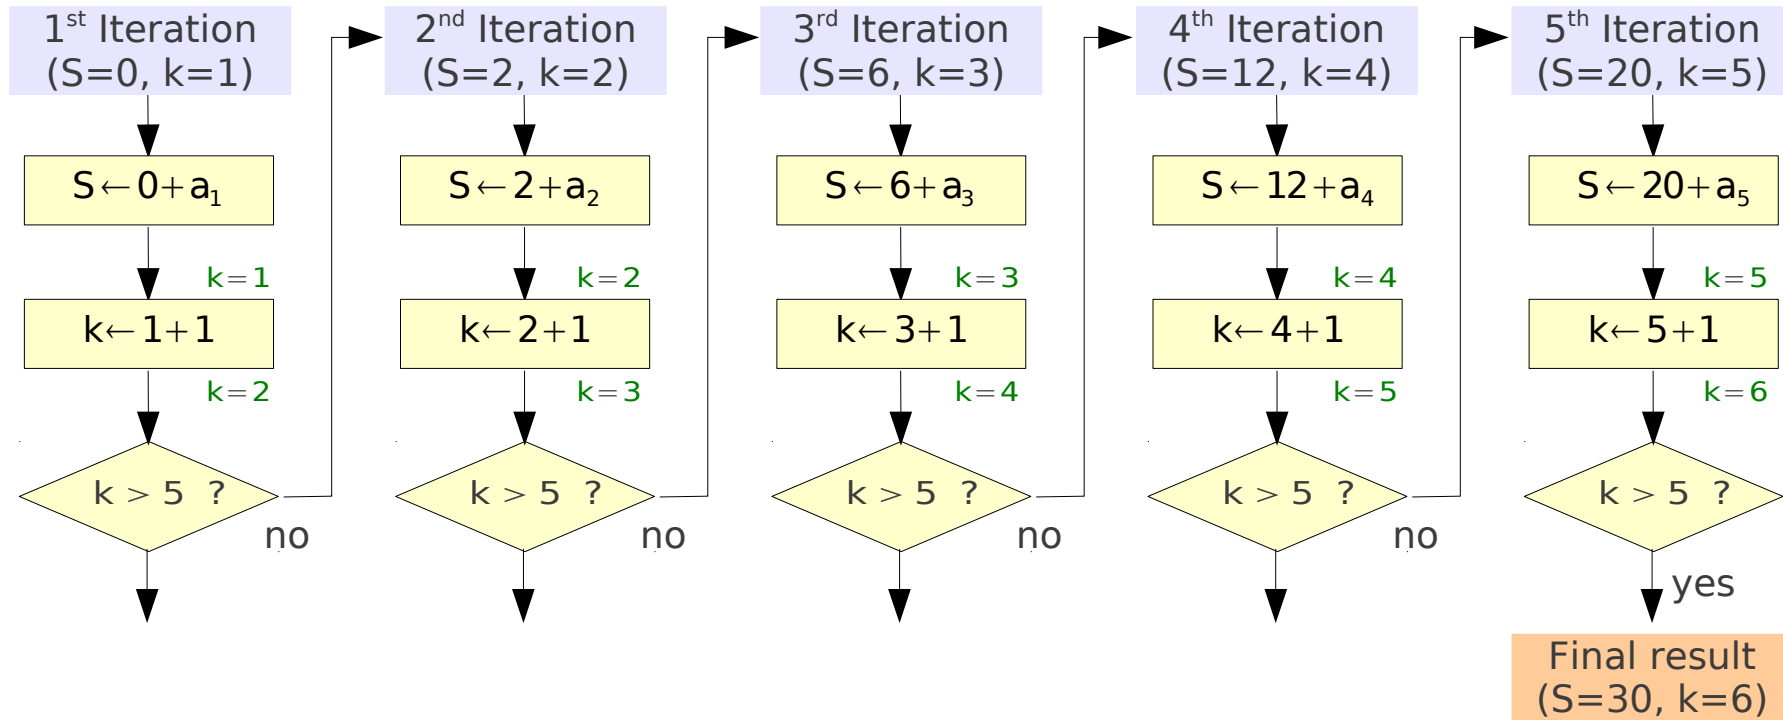 1st Iteration
(S=0, k=1)
S←0+a1
k=1
k←1+1
k=2
k > 5 ?
no
2nd Iteration
(S=2, k=2)
S←2+a2
k=2
k←2+1
k=3
k > 5 ?
no
3rd Iteration
(S=6, k=3)
S←6+a3
k=3
k←3+1
k=4
k > 5 ?
no
4th Iteration
(S=12, k=4)
S←12+a4
k=4
k←4+1
k=5
k > 5 ?
no
5th Iteration
(S=20, k=5)
S←20+a5
k=5
k←5+1
k=6
k > 5 ?
yes
Final result
(S=30, k=6)